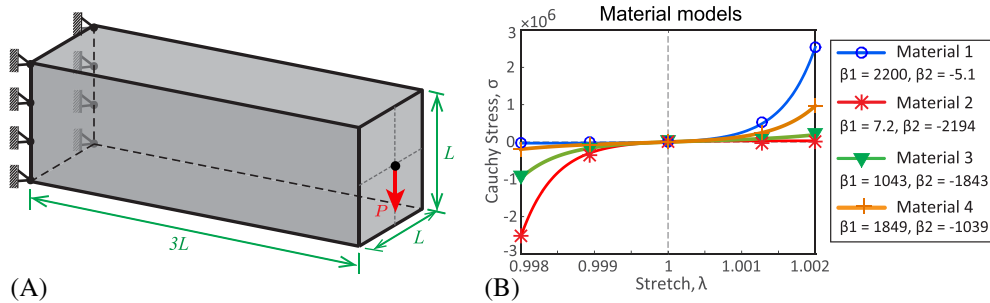 L
P
L
3L
(A)
Material models
×10⁶
3
2
1
0
-1
-2
-3
0.998
0.999
1
1.001
1.002
Cauchy Stress, σ
Stretch, λ
(B)
Material 1
β1 = 2200, β2 = -5.1
Material 2
β1 = 7.2, β2 = -2194
Material 3
β1 = 1043, β2 = -1843
Material 4
β1 = 1849, β2 = -1039